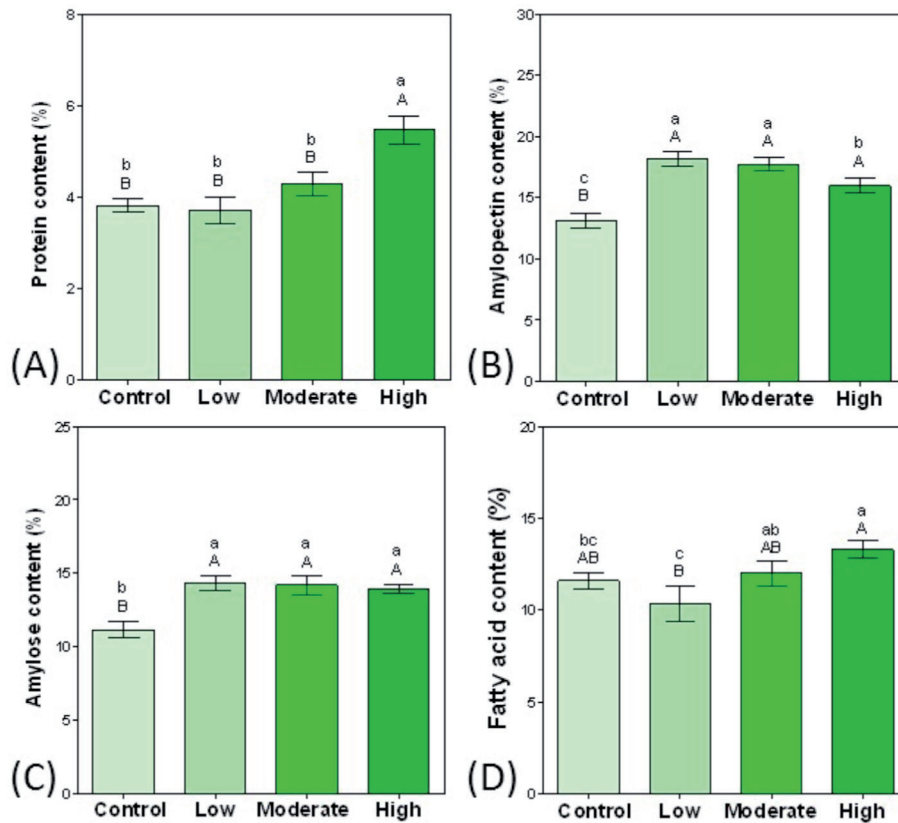 Protein content (%)
8
6
4
2
0
b
B
b
B
b
B
a
A
Control Low Moderate High
(A)
Amylopectin content (%)
30
25
20
15
10
5
0
c
B
a
A
a
A
b
A
Control Low Moderate High
(B)
Amylose content (%)
25
20
15
10
5
0
b
B
a
A
a
A
a
A
Control Low Moderate High
(C)
Fatty acid content (%)
20
15
10
5
0
bc
AB
c
B
ab
AB
a
A
Control Low Moderate High
(D)